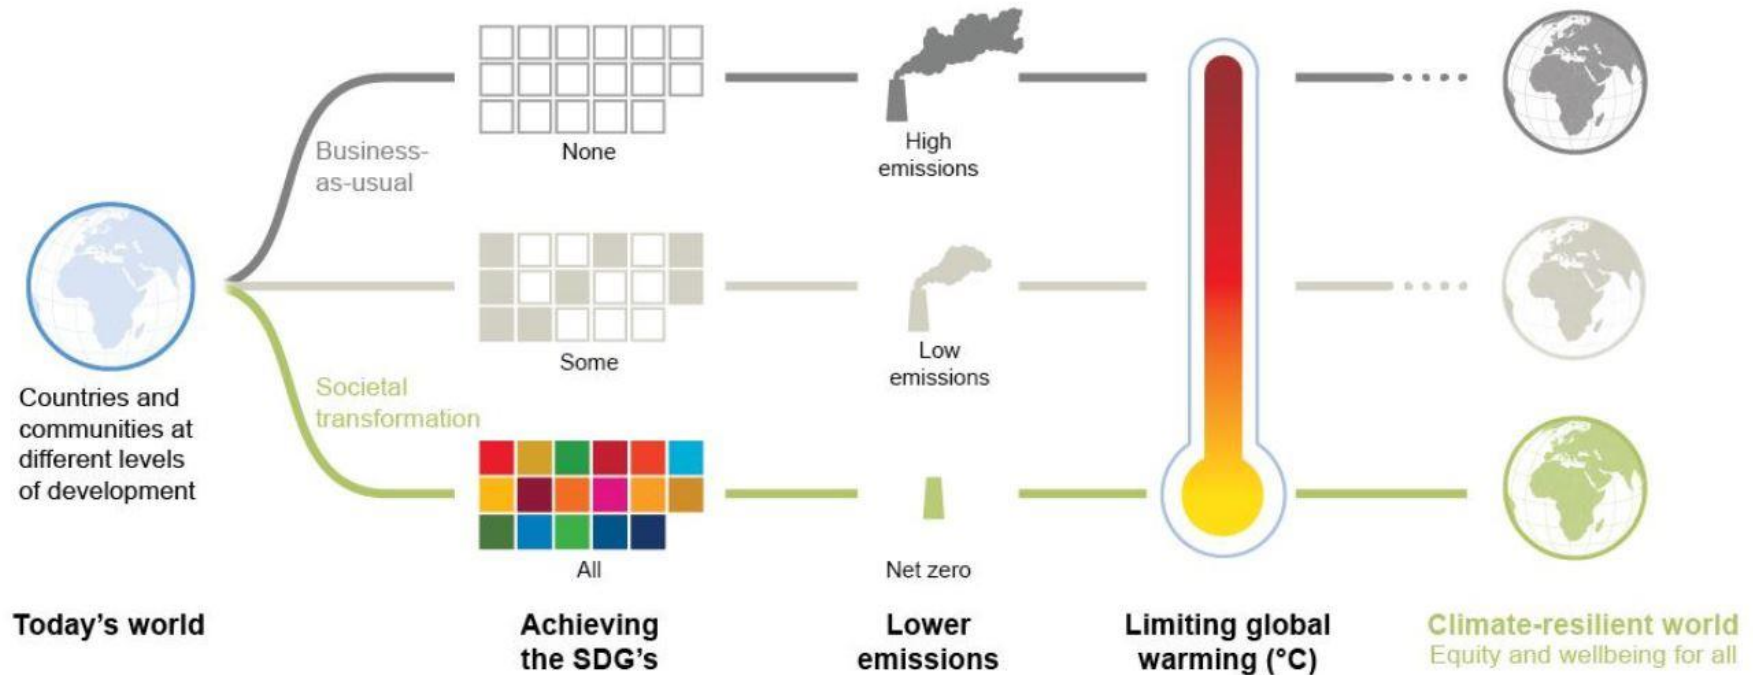 Business-
as-usual
None
High
emissions
Countries and
communities at
different levels
of development
Some
Low
emissions
Societal
transformation
All
Net zero
Today's world
Achieving
the SDG's
Lower
emissions
Limiting global
warming (°C)
Climate-resilient world
Equity and wellbeing for all